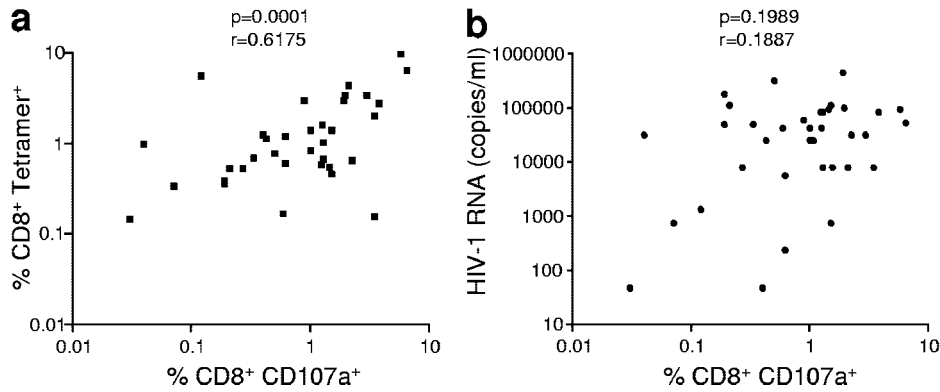 a
p=0.0001
r=0.6175
% CD8+ Tetramer+
10
1
0.1
0.01
0.01
0.1
1
10
% CD8+ CD107a+
b
p=0.1989
r=0.1887
HIV-1 RNA (copies/ml)
1000000
100000
10000
1000
100
10
0.01
0.1
1
10
% CD8+ CD107a+